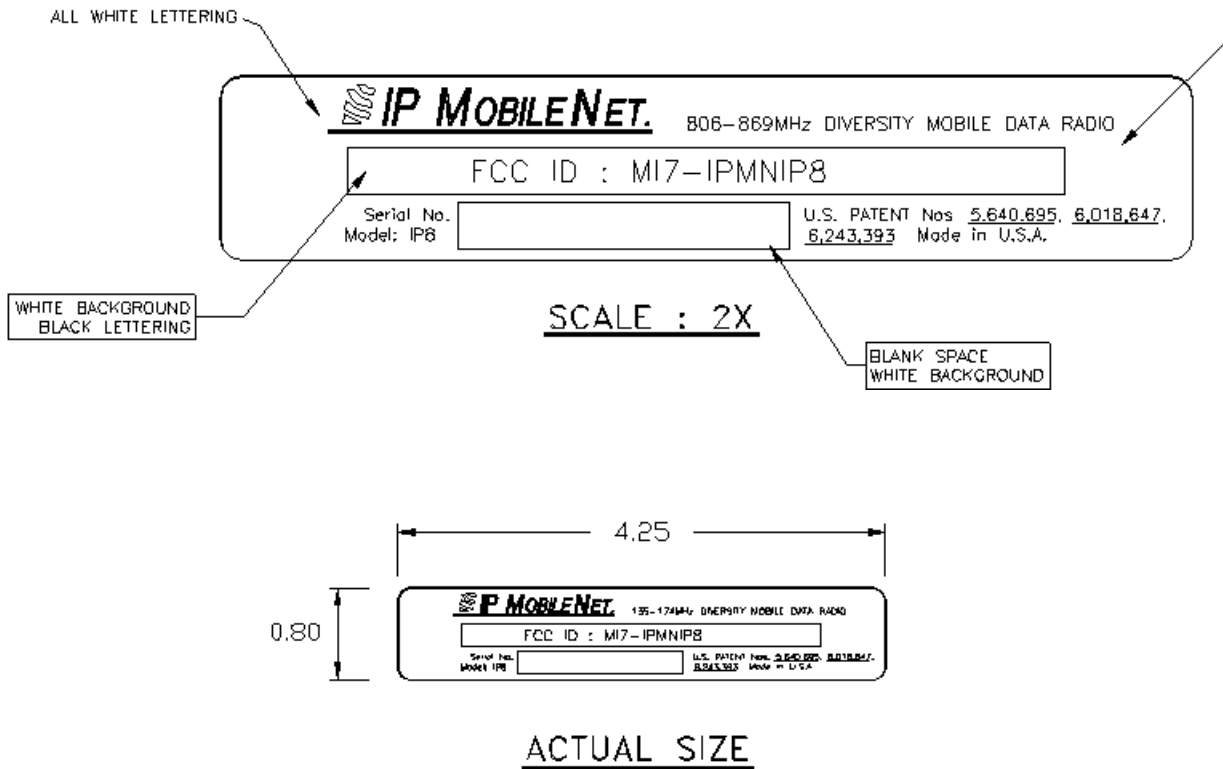 ALL WHITE LETTERING
IP MOBILENET. 806-869MHz DIVERSITY MOBILE DATA RADIO
FCC ID : MI7-IPMNIP8
Serial No.
Model: IP8
U.S. PATENT Nos 5,640,695, 6,018,647,
6,243,393 Made in U.S.A.
WHITE BACKGROUND
BLACK LETTERING
SCALE : 2X
BLANK SPACE
WHITE BACKGROUND
4.25
0.80
IP MOBILENET. 135-174MHz DIVERSITY MOBILE DATA RADIO
FCC ID : MI7-IPMNIP8
Serial No.
Model: IP8
U.S. PATENT Nos. 5,640,695, 6,018,647,
6,243,393 Made in U.S.A.
ACTUAL SIZE